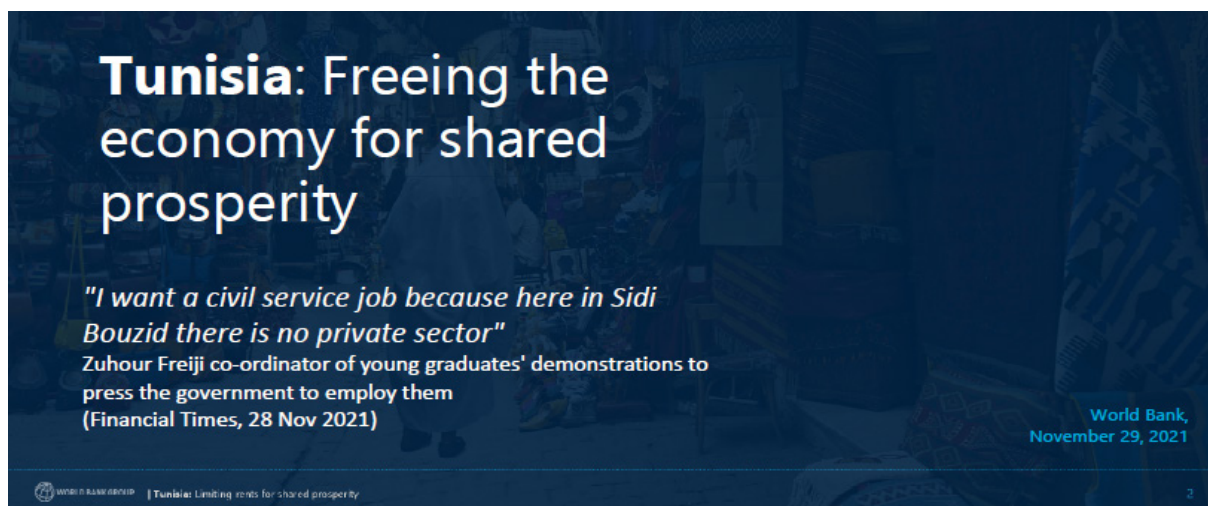 Tunisia: Freeing the
economy for shared
prosperity
"I want a civil service job because here in Sidi
Bouzid there is no private sector"
Zuhour Freiji co-ordinator of young graduates' demonstrations to
press the government to employ them
(Financial Times, 28 Nov 2021)
World Bank,
November 29, 2021
WORLD BANK GROUP | Tunisia: Limiting rents for shared prosperity
2